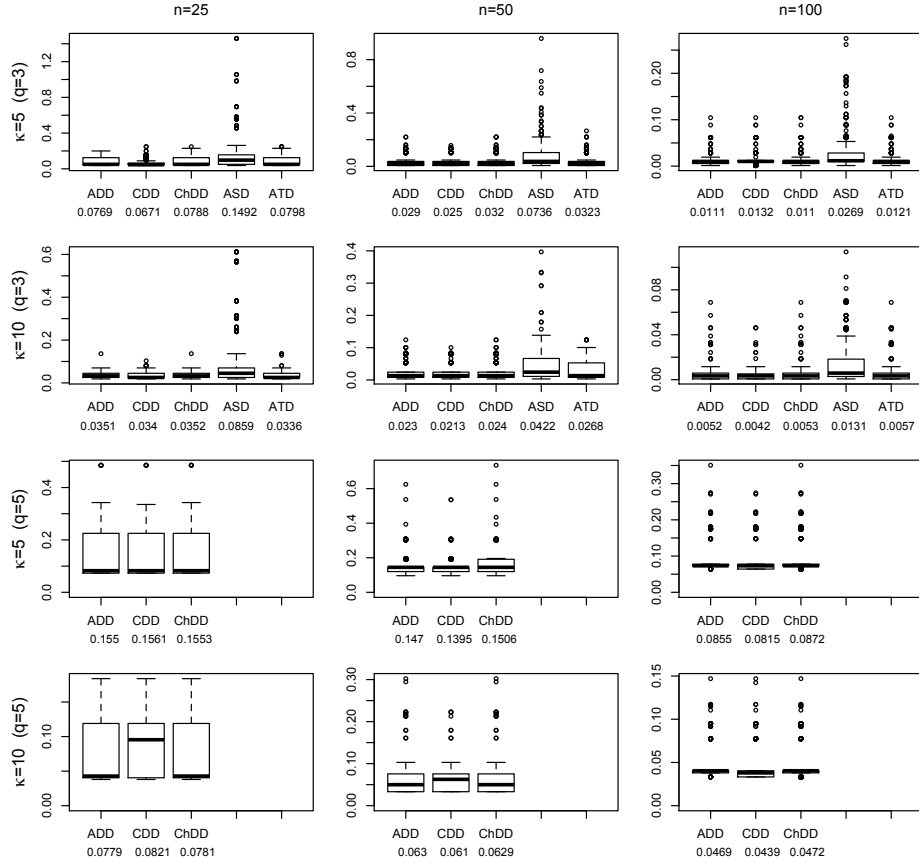 n=25 n=50 n=100
κ=5 (q=3)
0.0 0.4 0.8 1.2
0.0 0.4 0.8
0.00 0.10 0.20
ADD CDD ChDD ASD ATD ADD CDD ChDD ASD ATD ADD CDD ChDD ASD ATD
0.0769 0.0671 0.0788 0.1492 0.0798 0.029 0.025 0.032 0.0736 0.0323 0.0111 0.0132 0.011 0.0269 0.0121
κ=10 (q=3)
0.0 0.2 0.4 0.6
0.0 0.1 0.2 0.3 0.4
0.00 0.04 0.08
ADD CDD ChDD ASD ATD ADD CDD ChDD ASD ATD ADD CDD ChDD ASD ATD
0.0351 0.034 0.0352 0.0859 0.0336 0.023 0.0213 0.024 0.0422 0.0268 0.0052 0.0042 0.0053 0.0131 0.0057
κ=5 (q=5)
0.0 0.2 0.4
0.0 0.2 0.4 0.6
0.00 0.10 0.20 0.30
ADD CDD ChDD ADD CDD ChDD ADD CDD ChDD
0.155 0.1561 0.1553 0.147 0.1395 0.1506 0.0855 0.0815 0.0872
κ=10 (q=5)
0.00 0.10
0.00 0.10 0.20 0.30
0.00 0.05 0.10 0.15
ADD CDD ChDD ADD CDD ChDD ADD CDD ChDD
0.0779 0.0821 0.0781 0.063 0.061 0.0629 0.0469 0.0439 0.0472